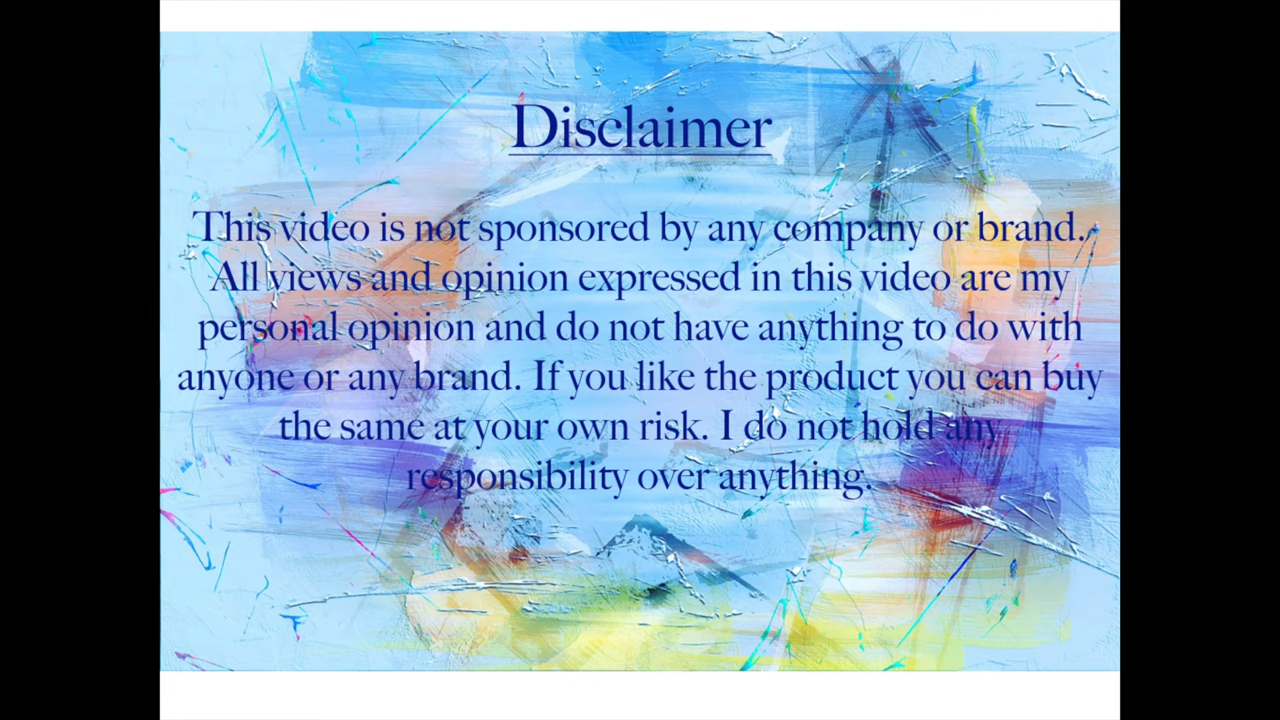 Disclaimer
This video is not sponsored by any company or brand.
All views and opinion expressed in this video are my
personal opinion and do not have anything to do with
anyone or any brand. If you like the product you can buy
the same at your own risk. I do not hold any
responsibility over anything.